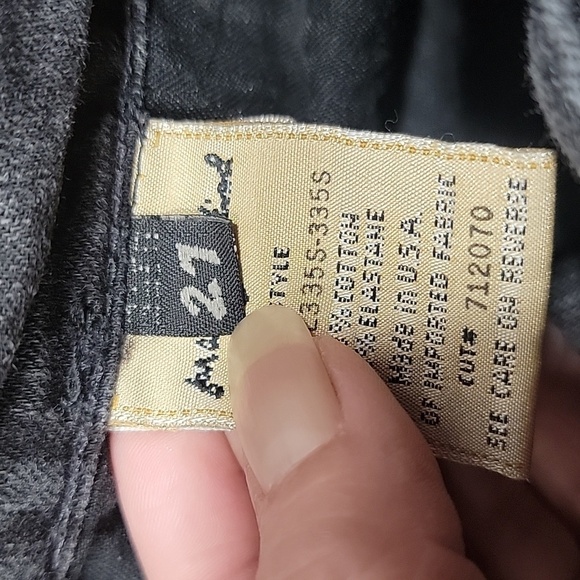 27
STYLE
335S-335S
% COTTON
% ELASTANE
Made in U.S.A.
OF IMPORTED FABRIC
CUT# 712070
SEE CARE ON REVERSE